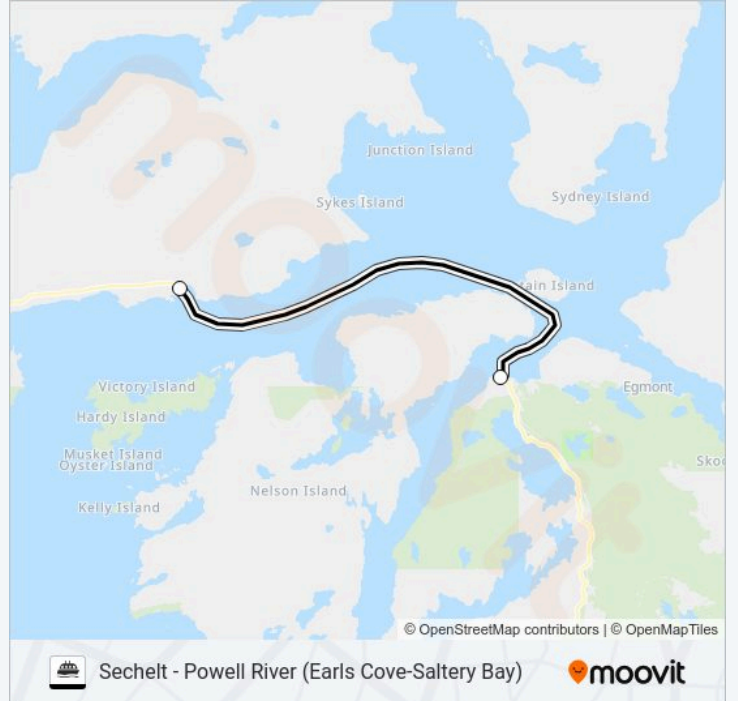 Junction Island
Sykes Island
Sydney Island
ain Island
Victory Island
Egmont
Hardy Island
Musket Island
Oyster Island
Nelson Island
Kelly Island
© OpenStreetMap contributors | © OpenMapTiles
Sechelt - Powell River (Earls Cove-Saltery Bay)
moovit